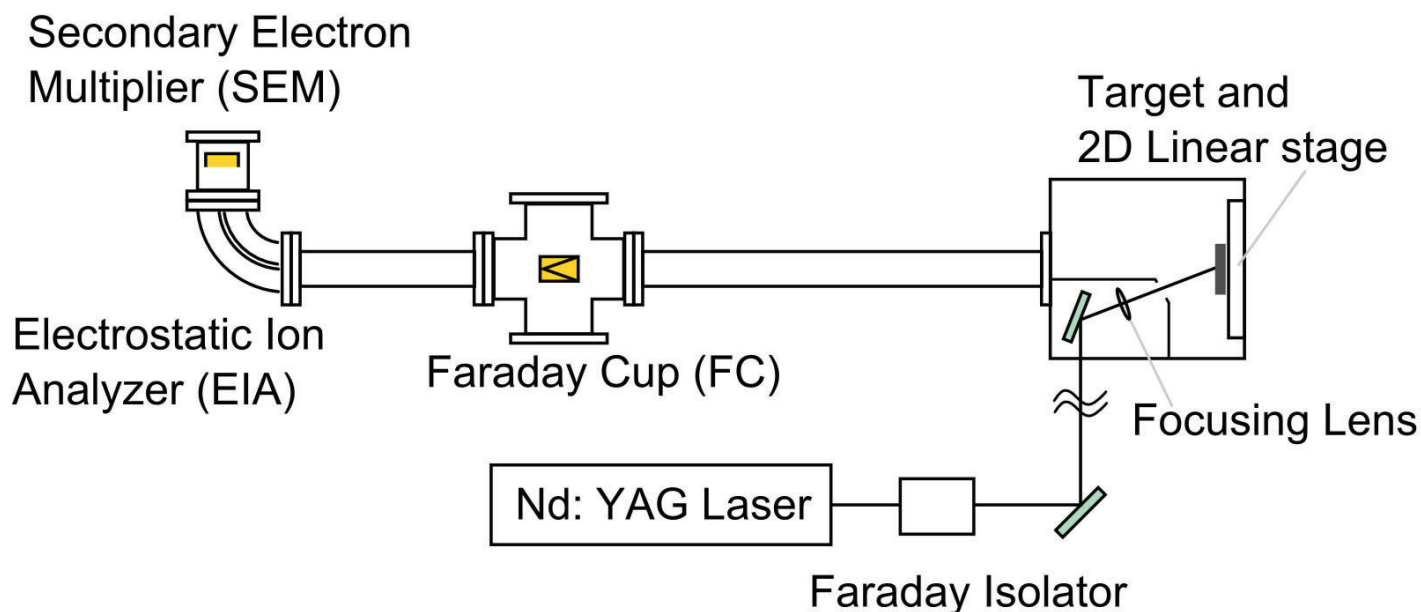 Secondary Electron
Multiplier (SEM)
Target and
2D Linear stage
Electrostatic Ion
Analyzer (EIA)
Faraday Cup (FC)
Focusing Lens
Nd: YAG Laser
Faraday Isolator